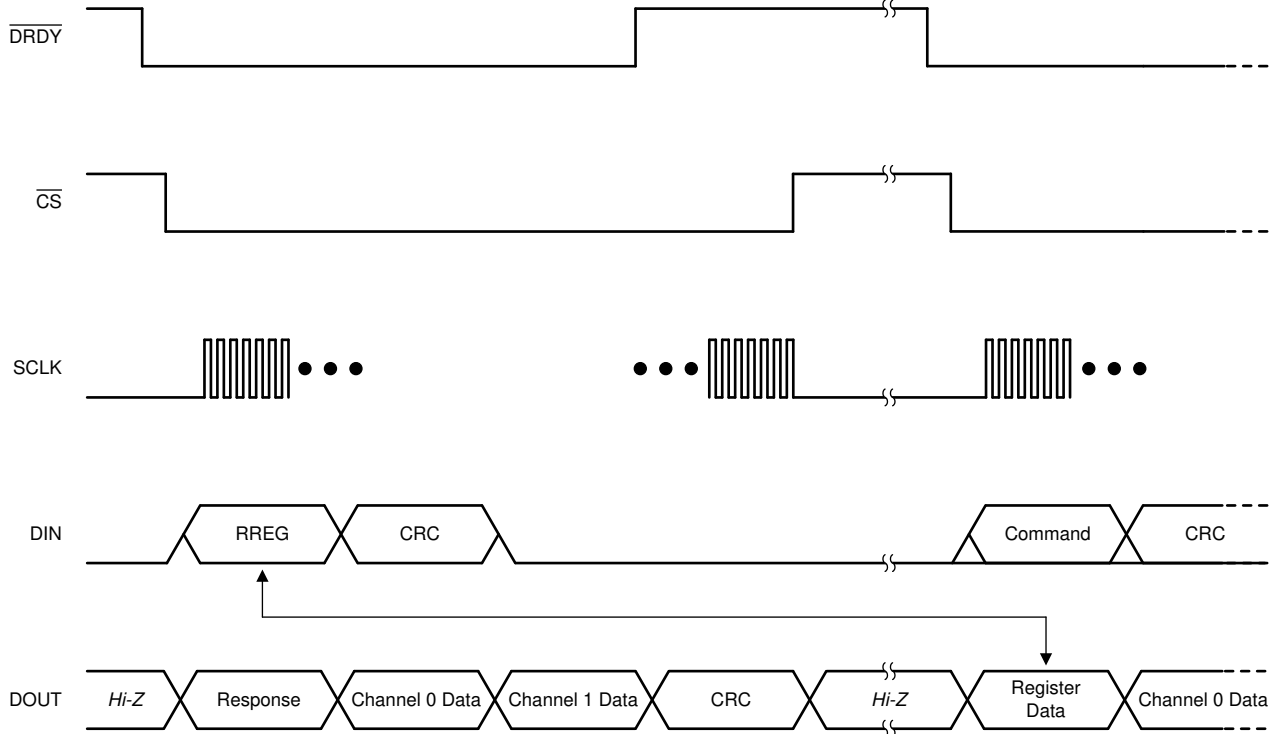 DRDY
CS
SCLK
DIN
RREG
CRC
Command
CRC
DOUT
Hi-Z
Response
Channel 0 Data
Channel 1 Data
CRC
Hi-Z
Register
Data
Channel 0 Data